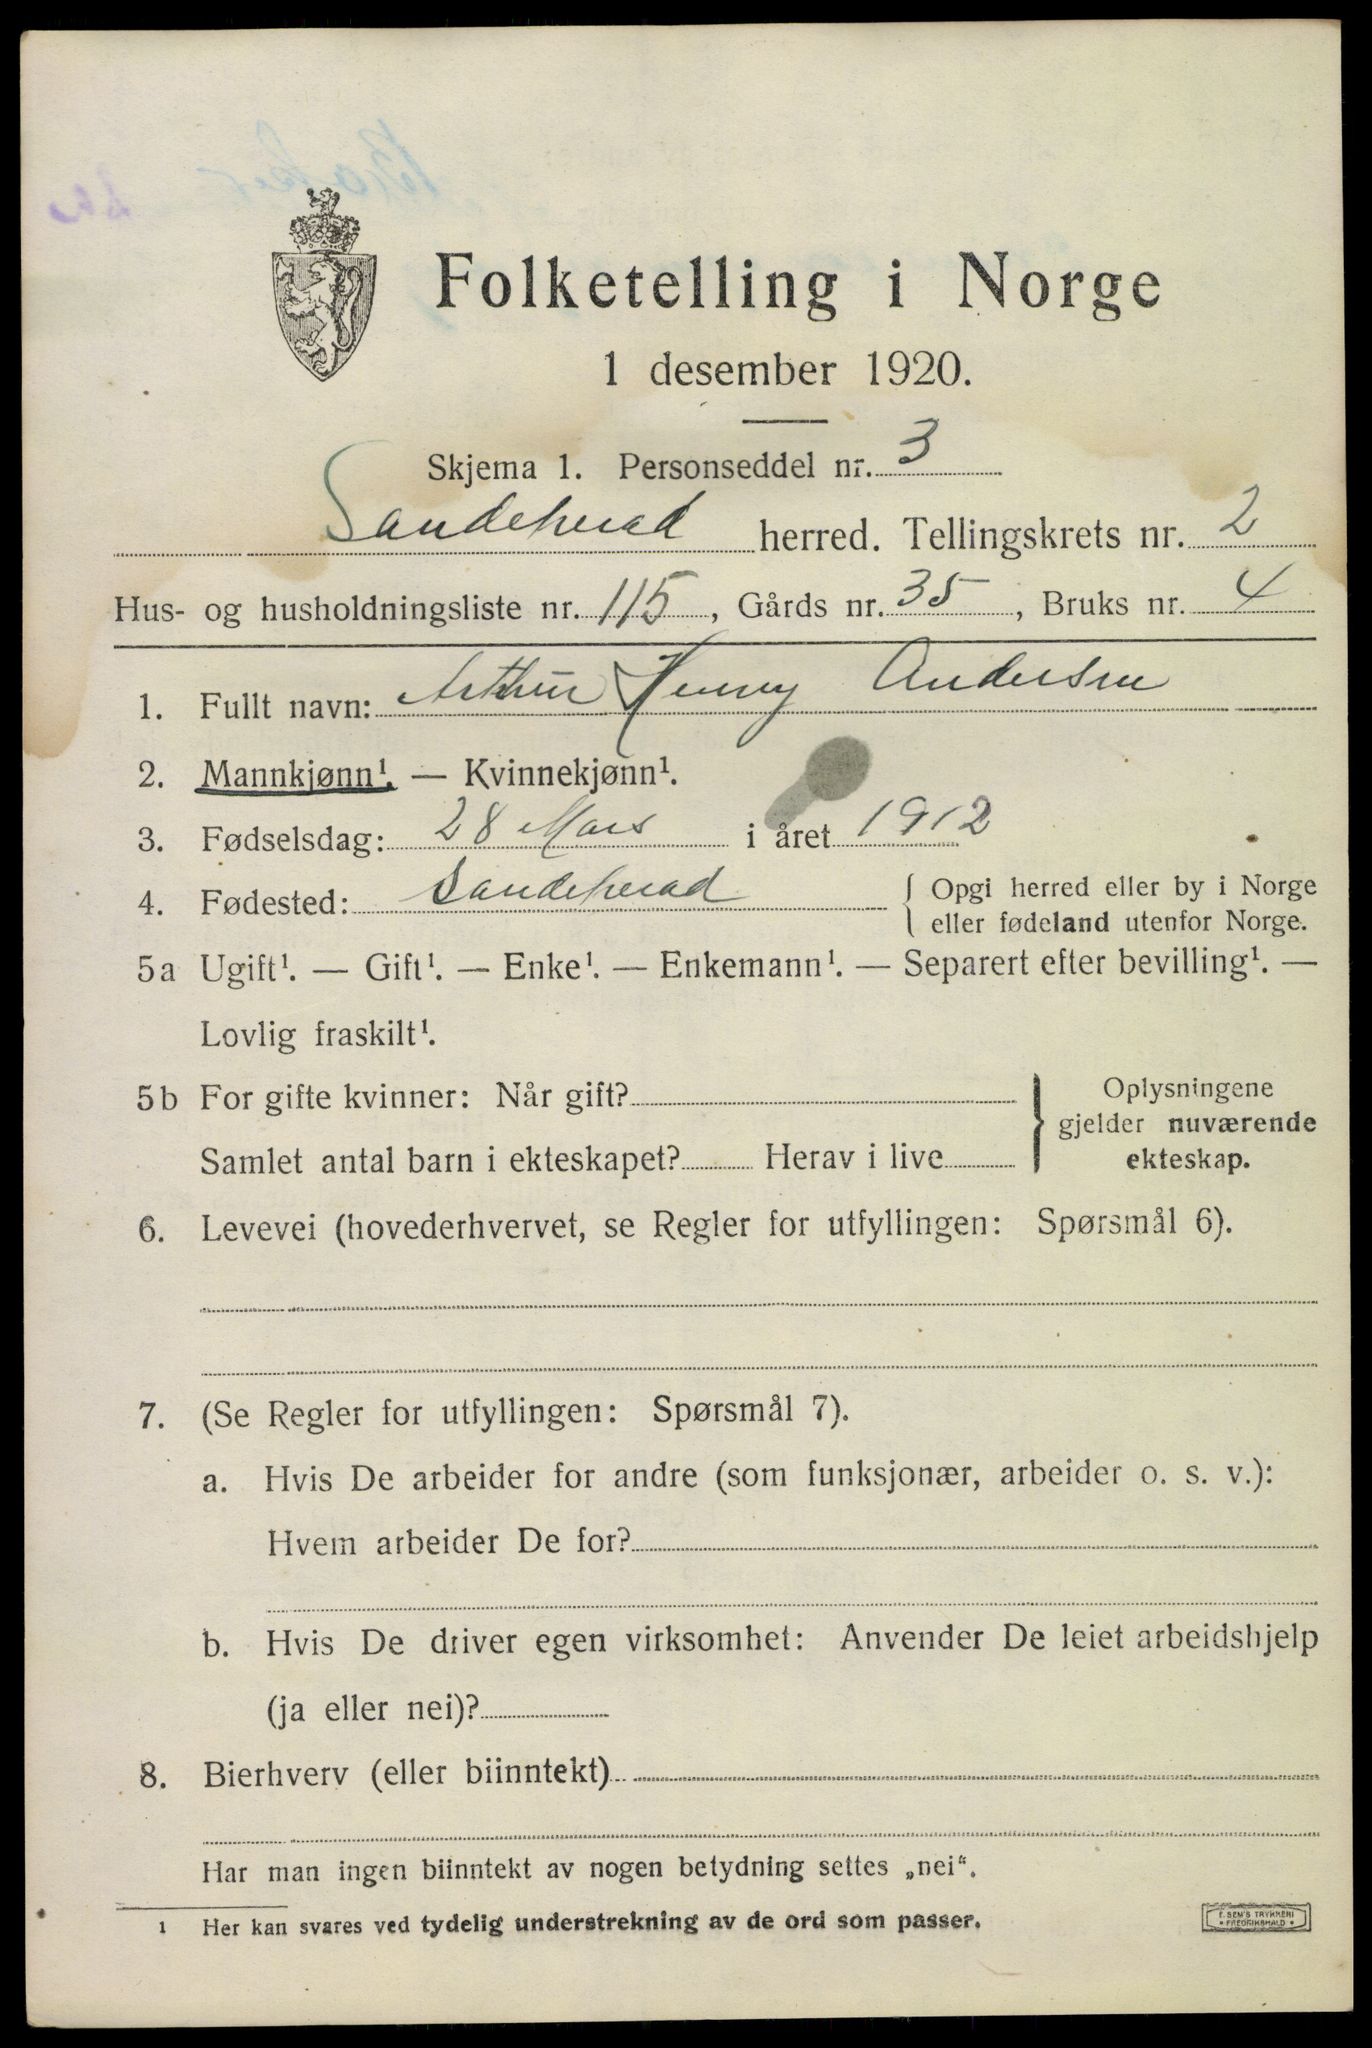 Folketelling i Norge
1 desember 1920.
Skjema 1. Personseddel nr. 3
Sandeherad herred. Tellingskrets nr. 2
Hus- og husholdningsliste nr. 115, Gårds nr. 35, Bruks nr. 4
1. Fullt navn: Arthur Henry Andersen
2. Mannkjønn¹. — Kvinnekjønn¹.
3. Fødselsdag: 28 Mars i året 1912
4. Fødested: Sandeherad { Opgi herred eller by i Norge
eller fødeland utenfor Norge.
5a Ugift¹. — Gift¹. — Enke¹. — Enkemann¹. — Separert efter bevilling¹. —
Lovlig fraskilt¹.
5b For gifte kvinner: Når gift?
Samlet antal barn i ekteskapet? Herav i live
Oplysningene
gjelder nuværende
ekteskap.
6. Levevei (hovederhvervet, se Regler for utfyllingen: Spørsmål 6).
7. (Se Regler for utfyllingen: Spørsmål 7).
a. Hvis De arbeider for andre (som funksjonær, arbeider o. s. v.):
Hvem arbeider De for?
b. Hvis De driver egen virksomhet: Anvender De leiet arbeidshjelp
(ja eller nei)?
8. Bierhverv (eller biinntekt)
Har man ingen biinntekt av nogen betydning settes „nei“.
1 Her kan svares ved tydelig understrekning av de ord som passer.
E. SEM'S TRYKKERI
• FREDRIKSHALD •